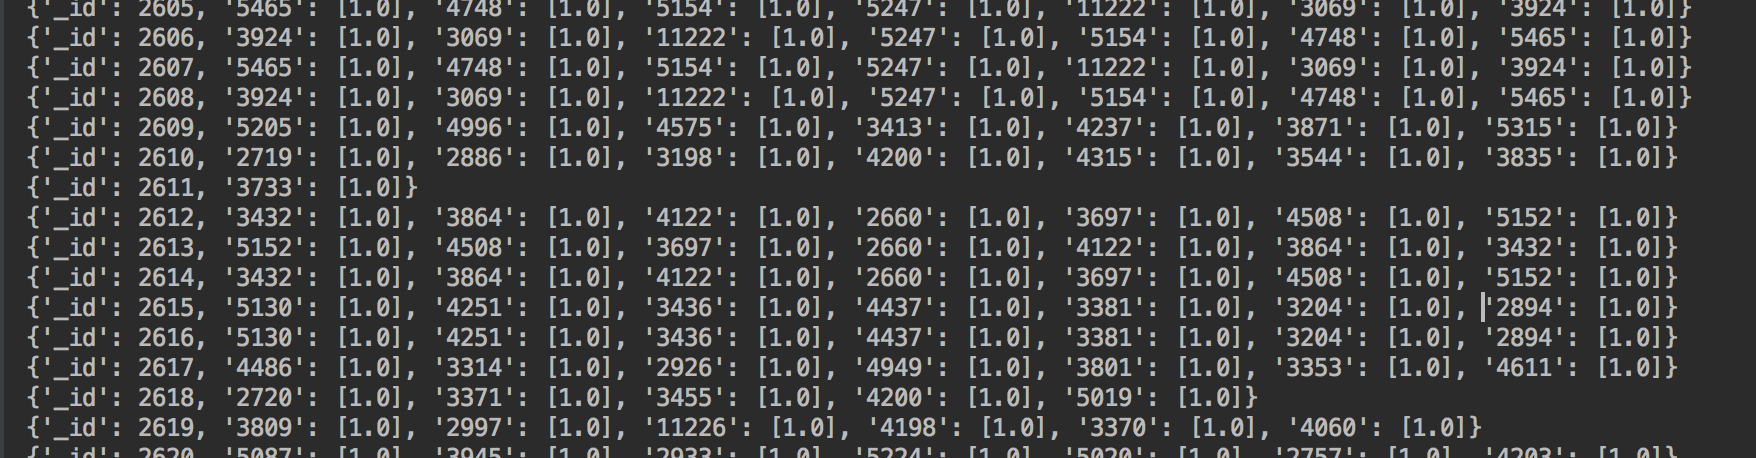 {'_id': 2605, '5465': [1.0], '4748': [1.0], '5154': [1.0], '5247': [1.0], '11222': [1.0], '3069': [1.0], '3924': [1.0]}
{'_id': 2606, '3924': [1.0], '3069': [1.0], '11222': [1.0], '5247': [1.0], '5154': [1.0], '4748': [1.0], '5465': [1.0]}
{'_id': 2607, '5465': [1.0], '4748': [1.0], '5154': [1.0], '5247': [1.0], '11222': [1.0], '3069': [1.0], '3924': [1.0]}
{'_id': 2608, '3924': [1.0], '3069': [1.0], '11222': [1.0], '5247': [1.0], '5154': [1.0], '4748': [1.0], '5465': [1.0]}
{'_id': 2609, '5205': [1.0], '4996': [1.0], '4575': [1.0], '3413': [1.0], '4237': [1.0], '3871': [1.0], '5315': [1.0]}
{'_id': 2610, '2719': [1.0], '2886': [1.0], '3198': [1.0], '4200': [1.0], '4315': [1.0], '3544': [1.0], '3835': [1.0]}
{'_id': 2611, '3733': [1.0]}
{'_id': 2612, '3432': [1.0], '3864': [1.0], '4122': [1.0], '2660': [1.0], '3697': [1.0], '4508': [1.0], '5152': [1.0]}
{'_id': 2613, '5152': [1.0], '4508': [1.0], '3697': [1.0], '2660': [1.0], '4122': [1.0], '3864': [1.0], '3432': [1.0]}
{'_id': 2614, '3432': [1.0], '3864': [1.0], '4122': [1.0], '2660': [1.0], '3697': [1.0], '4508': [1.0], '5152': [1.0]}
{'_id': 2615, '5130': [1.0], '4251': [1.0], '3436': [1.0], '4437': [1.0], '3381': [1.0], '3204': [1.0], '2894': [1.0]}
{'_id': 2616, '5130': [1.0], '4251': [1.0], '3436': [1.0], '4437': [1.0], '3381': [1.0], '3204': [1.0], '2894': [1.0]}
{'_id': 2617, '4486': [1.0], '3314': [1.0], '2926': [1.0], '4949': [1.0], '3801': [1.0], '3353': [1.0], '4611': [1.0]}
{'_id': 2618, '2720': [1.0], '3371': [1.0], '3455': [1.0], '4200': [1.0], '5019': [1.0]}
{'_id': 2619, '3809': [1.0], '2997': [1.0], '11226': [1.0], '4198': [1.0], '3370': [1.0], '4060': [1.0]}
{'_id': 2620, '5087': [1.0], '3945': [1.0], '2933': [1.0], '5224': [1.0], '5020': [1.0], '2757': [1.0], '4203': [1.0]}